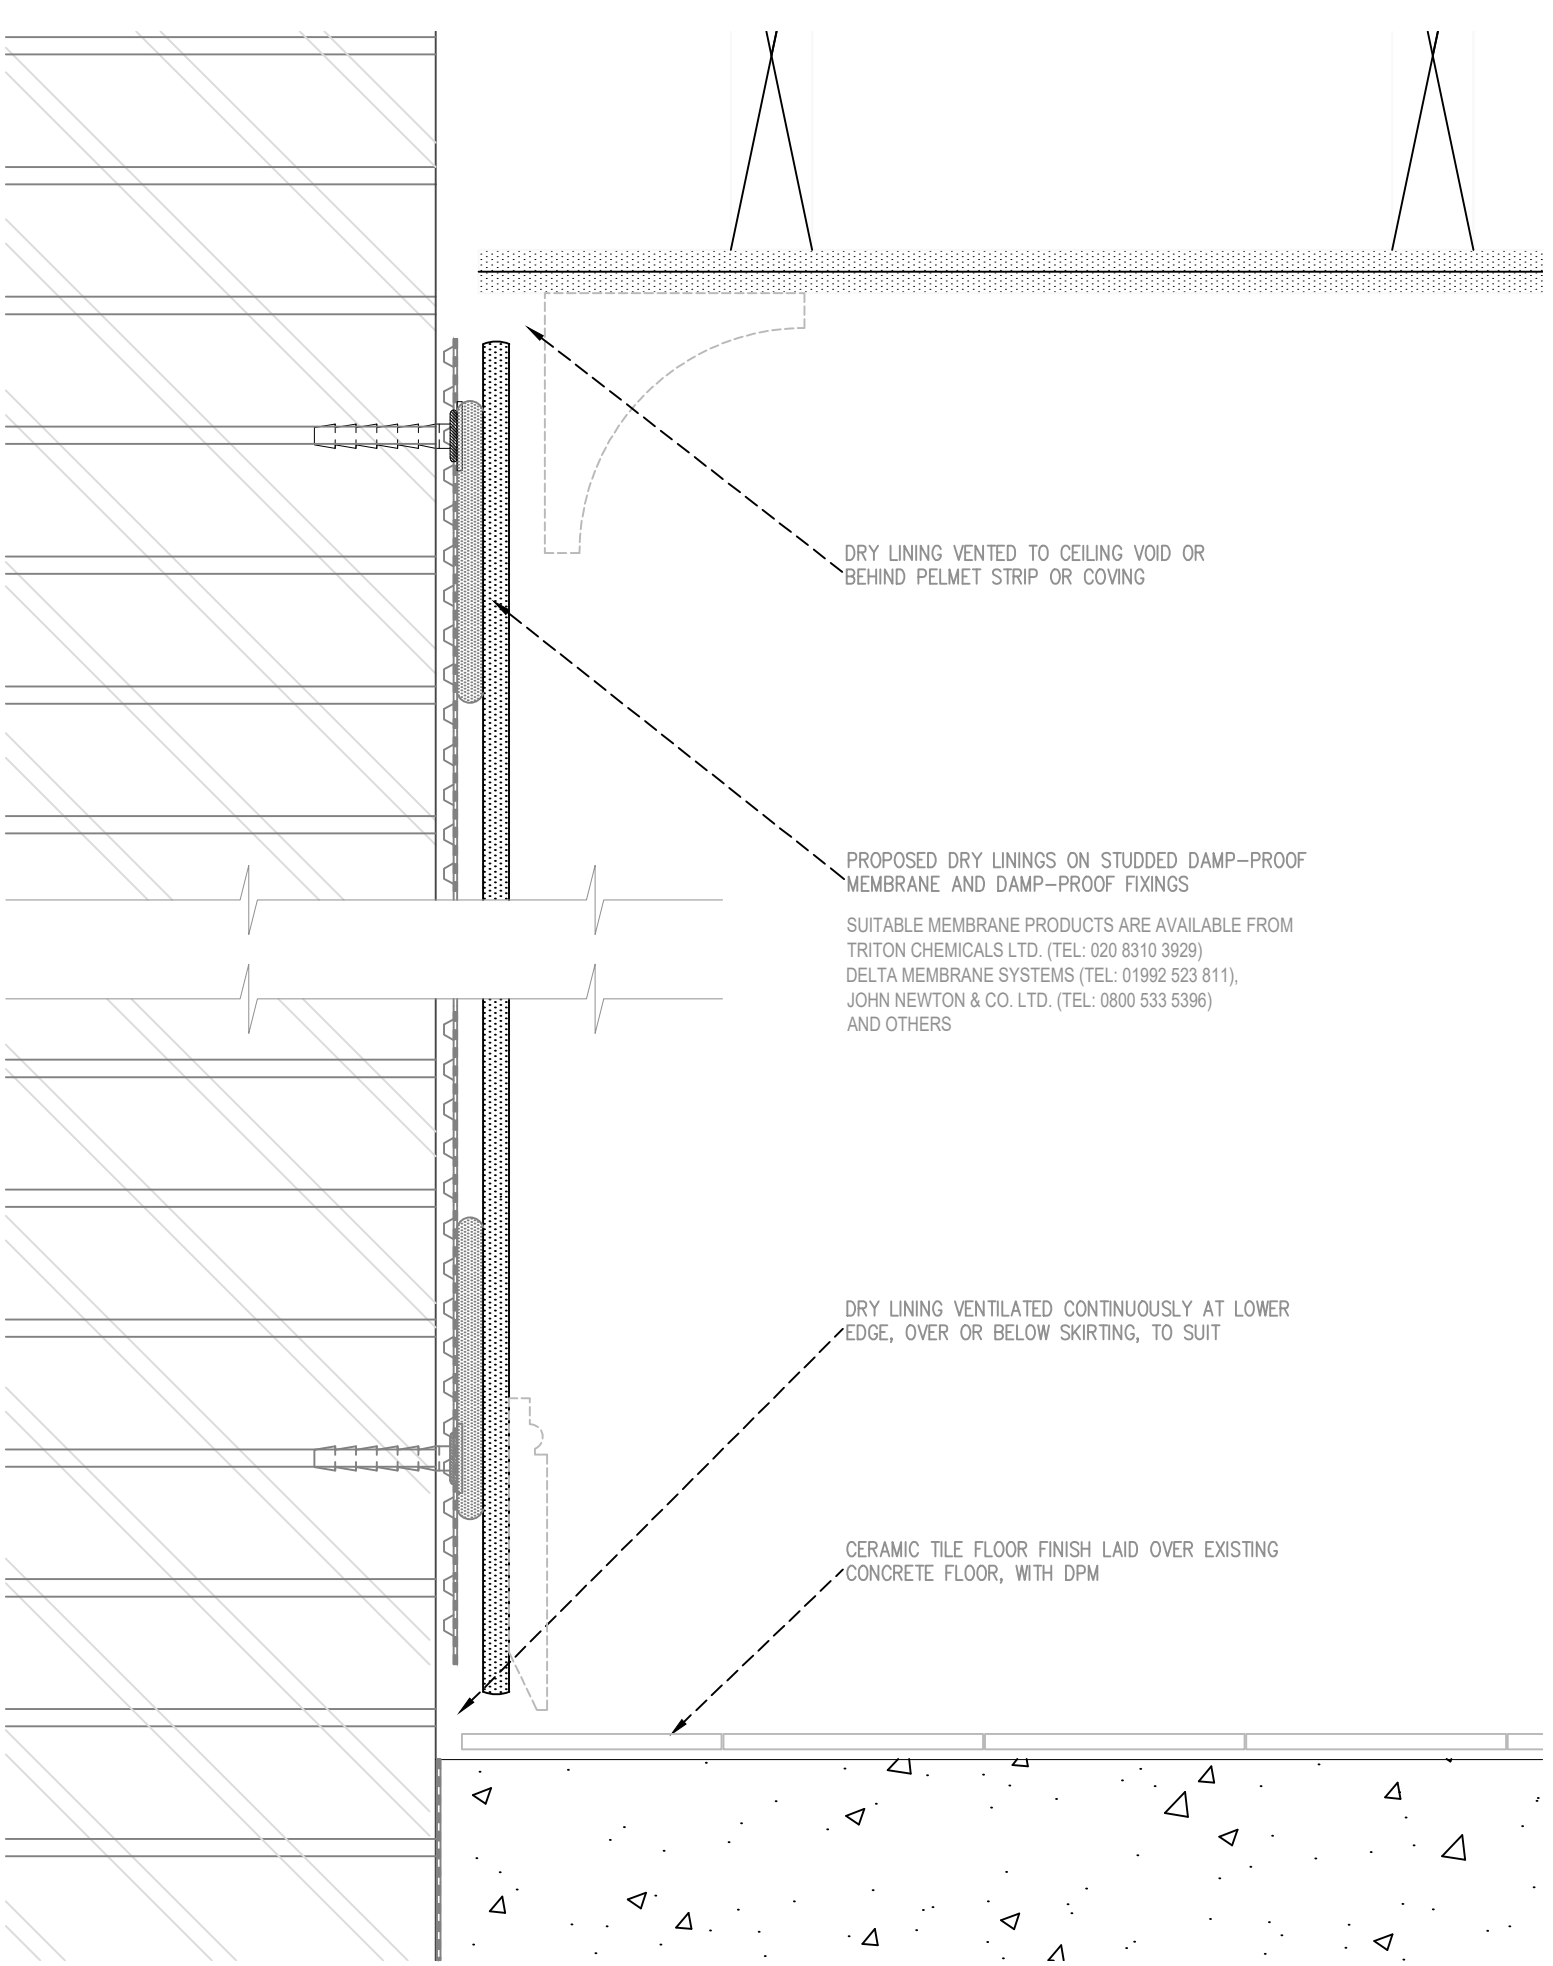 DRY LINING VENTED TO CEILING VOID OR
BEHIND PELMET STRIP OR COVING
PROPOSED DRY LININGS ON STUDDED DAMP-PROOF
MEMBRANE AND DAMP-PROOF FIXINGS
SUITABLE MEMBRANE PRODUCTS ARE AVAILABLE FROM
TRITON CHEMICALS LTD. (TEL: 020 8310 3929)
DELTA MEMBRANE SYSTEMS (TEL: 01992 523 811),
JOHN NEWTON & CO. LTD. (TEL: 0800 533 5396)
AND OTHERS
DRY LINING VENTILATED CONTINUOUSLY AT LOWER
EDGE, OVER OR BELOW SKIRTING, TO SUIT
CERAMIC TILE FLOOR FINISH LAID OVER EXISTING
CONCRETE FLOOR, WITH DPM